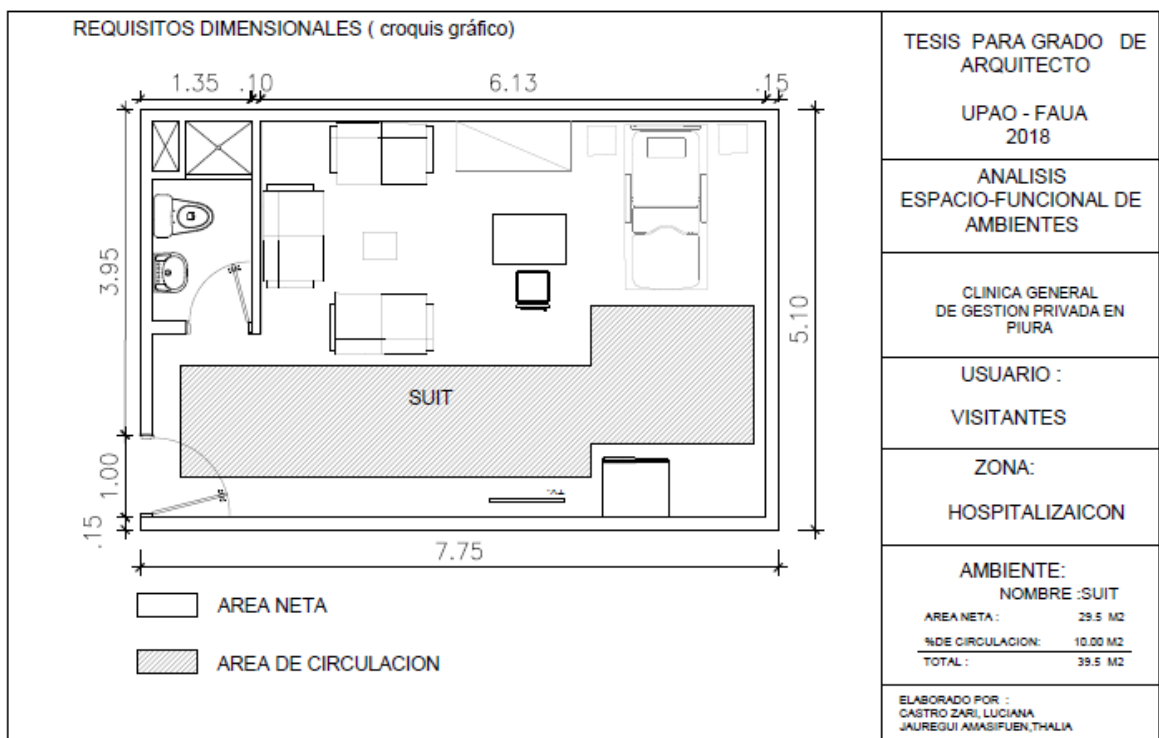 REQUISITOS DIMENSIONALES ( croquis gráfico)
1.35 .10 6.13 .15
3.95
5.10
SUIT
1.00
.15
7.75
AREA NETA
AREA DE CIRCULACION
TESIS PARA GRADO DE
ARQUITECTO
UPAO - FAUA
2018
ANALISIS
ESPACIO-FUNCIONAL DE
AMBIENTES
CLINICA GENERAL
DE GESTION PRIVADA EN
PIURA
USUARIO :
VISITANTES
ZONA:
HOSPITALIZAICON
AMBIENTE:
NOMBRE :SUIT
AREA NETA : 29.5 M2
%DE CIRCULACION: 10.00 M2
TOTAL : 39.5 M2
ELABORADO POR :
CASTRO ZARI, LUCIANA
JAUREGUI AMASIFUEN,THALIA